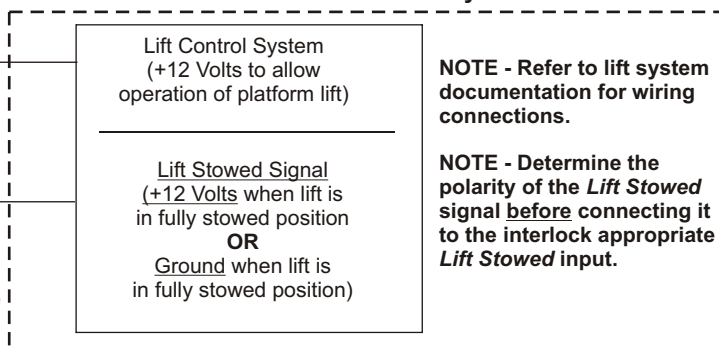 Lift Control System
(+12 Volts to allow
operation of platform lift)
Lift Stowed Signal
(+12 Volts when lift is
in fully stowed position
OR
Ground when lift is
in fully stowed position)
NOTE - Refer to lift system
documentation for wiring
connections.
NOTE - Determine the
polarity of the Lift Stowed
signal before connecting it
to the interlock appropriate
Lift Stowed input.